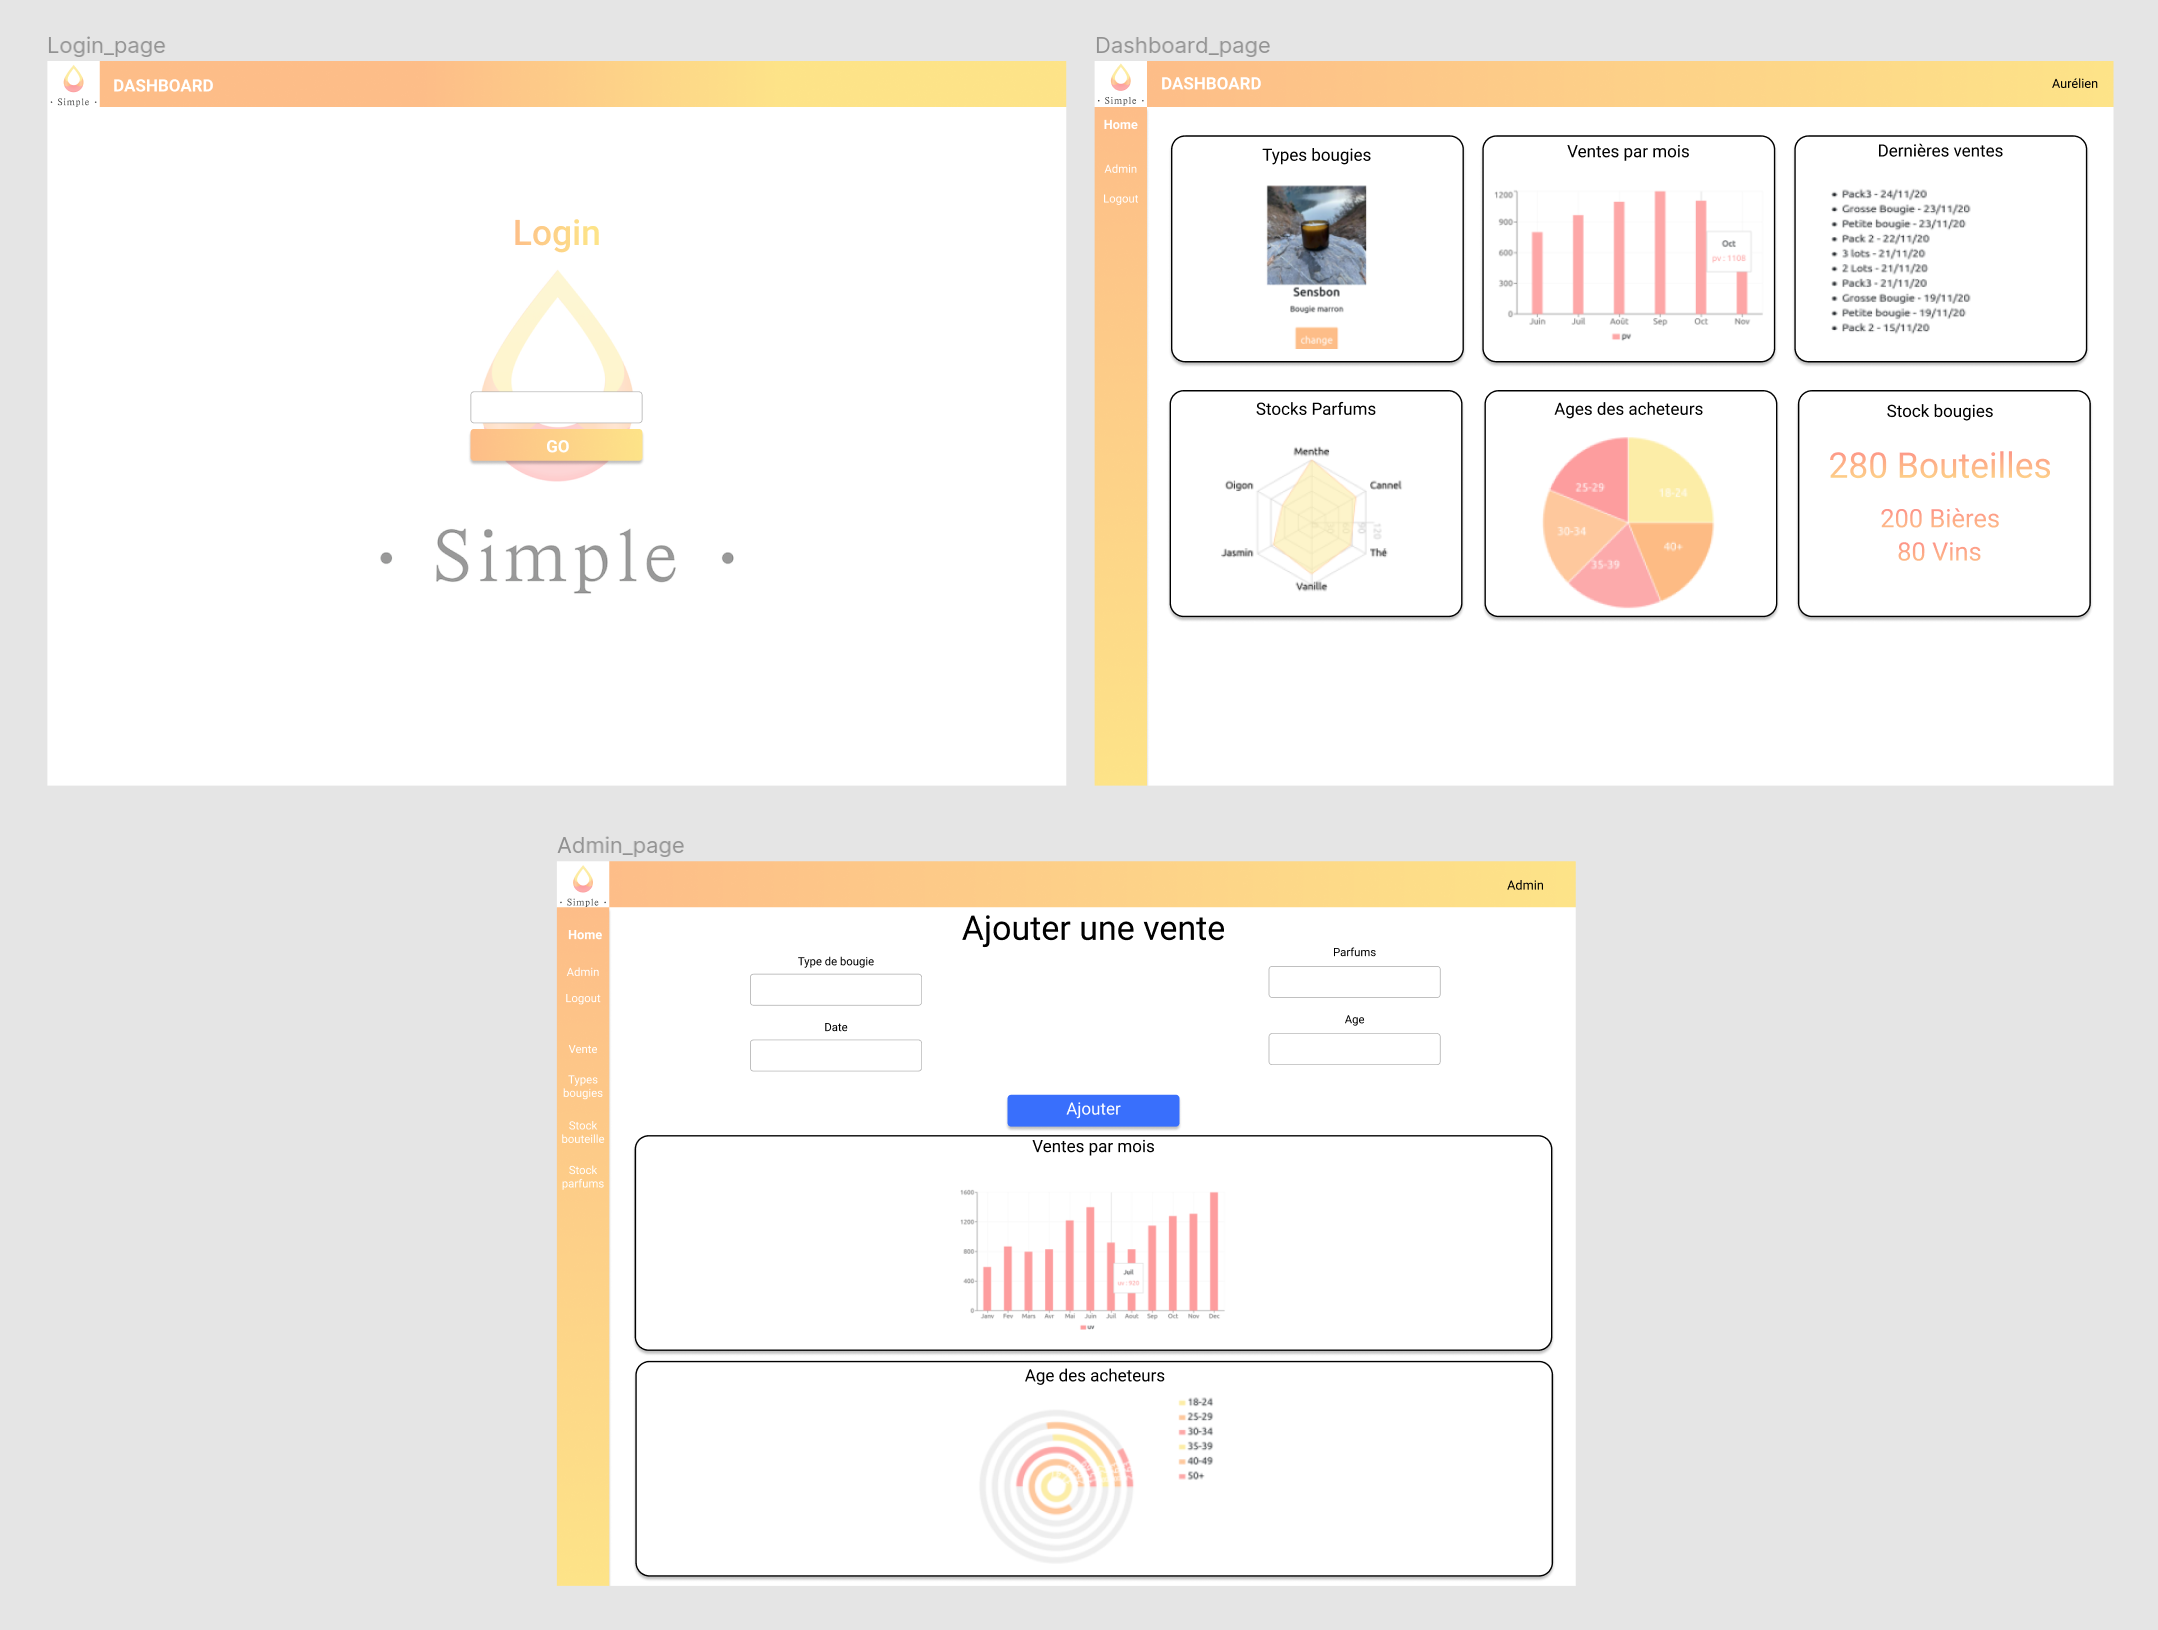 Login_page
· Simple ·
DASHBOARD
Login
GO
· Simple ·
Dashboard_page
· Simple ·
DASHBOARD
Aurélien
Home
Admin
Logout
Types bougies
Sensbon
Bougie marron
change
Ventes par mois
1200
900
600
300
0
Oct
pv : 1108
Juin Juil Août Sep Oct Nov
pv
Dernières ventes
Pack3 - 24/11/20
Grosse Bougie - 23/11/20
Petite bougie - 23/11/20
Pack 2 - 22/11/20
3 lots - 21/11/20
2 Lots - 21/11/20
Pack3 - 21/11/20
Grosse Bougie - 19/11/20
Petite bougie - 19/11/20
Pack 2 - 15/11/20
Stocks Parfums
Menthe
Oigon
Cannel
Jasmin
Thé
Vanille
120
Ages des acheteurs
25-29
18-24
30-34
40+
35-39
Stock bougies
280 Bouteilles
200 Bières
80 Vins
Admin_page
· Simple ·
Admin
Home
Admin
Logout
Vente
Types
bougies
Stock
bouteille
Stock
parfums
Ajouter une vente
Type de bougie
Parfums
Date
Age
Ajouter
Ventes par mois
1600
1200
800
400
0
Juil
uv : 920
Janv Fev Mars Avr Mai Juin Juil Aout Sep Oct Nov Dec
uv
Age des acheteurs
18-24
25-29
30-34
35-39
40-49
50+